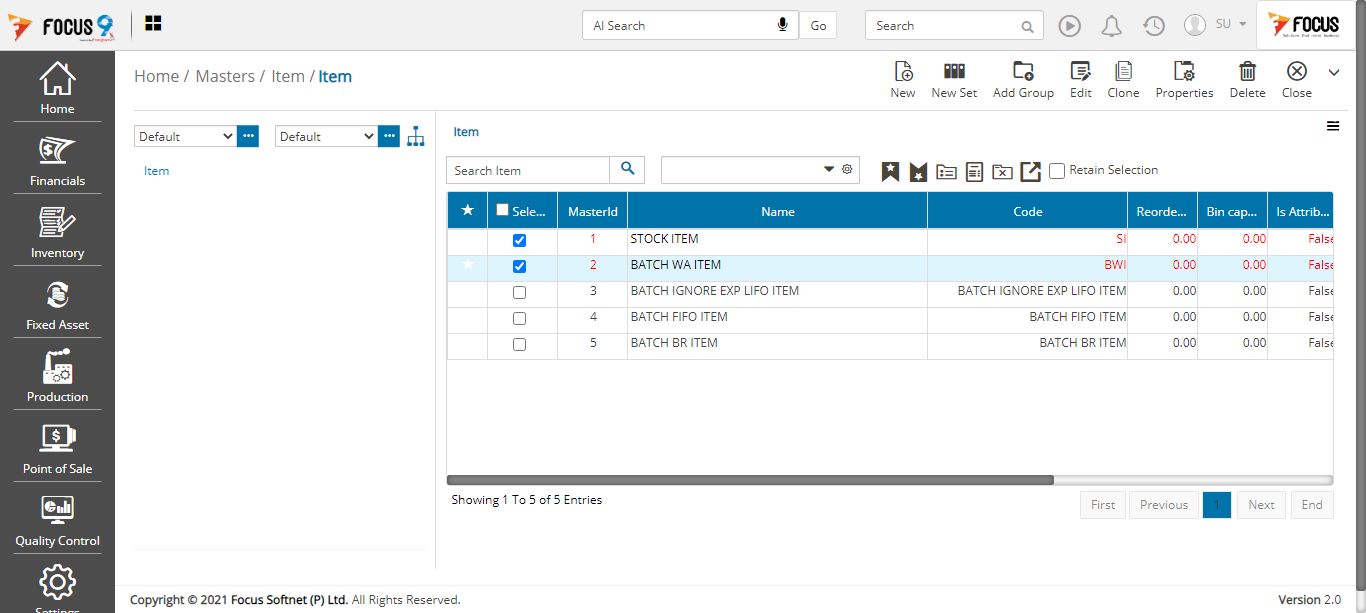 FOCUS 9
AI Search
Go
Search
SU
FOCUS
Home / Masters / Item / Item
New
New Set
Add Group
Edit
Clone
Properties
Delete
Close
Home
Financials
Inventory
Fixed Asset
Production
Point of Sale
Quality Control
Settings
Default
Default
Item
Item
Search Item
Retain Selection
Sele... MasterId Name Code Reorde... Bin cap... Is Attrib...
1 STOCK ITEM SI 0.00 0.00 False
2 BATCH WA ITEM BWI 0.00 0.00 False
3 BATCH IGNORE EXP LIFO ITEM BATCH IGNORE EXP LIFO ITEM 0.00 0.00 False
4 BATCH FIFO ITEM BATCH FIFO ITEM 0.00 0.00 False
5 BATCH BR ITEM BATCH BR ITEM 0.00 0.00 False
Showing 1 To 5 of 5 Entries
First Previous 1 Next End
Copyright © 2021 Focus Softnet (P) Ltd. All Rights Reserved.
Version 2.0